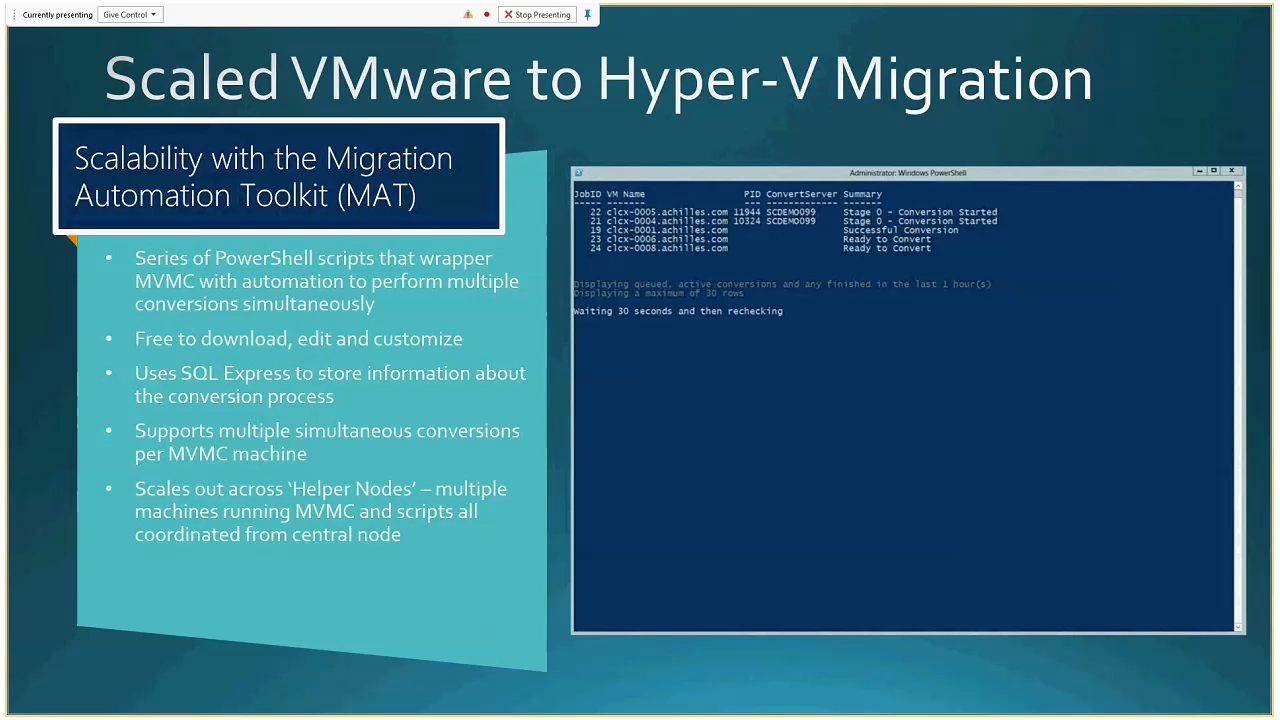 Currently presenting Give Control Stop Presenting
Scaled VMware to Hyper-V Migration
Scalability with the Migration
Automation Toolkit (MAT)
• Series of PowerShell scripts that wrapper
MVMC with automation to perform multiple
conversions simultaneously
• Free to download, edit and customize
• Uses SQL Express to store information about
the conversion process
• Supports multiple simultaneous conversions
per MVMC machine
• Scales out across ‘Helper Nodes’ – multiple
machines running MVMC and scripts all
coordinated from central node
Administrator: Windows PowerShell
JobID VM Name PID ConvertServer Summary
----- ------- --- ------------- -------
22 clcx-0005.achilles.com 11944 SCDEMO099 Stage 0 - Conversion Started
21 clcx-0004.achilles.com 10324 SCDEMO099 Stage 0 - Conversion Started
19 clcx-0001.achilles.com Successful Conversion
23 clcx-0006.achilles.com Ready to Convert
24 clcx-0008.achilles.com Ready to Convert
Displaying queued, active conversions and any finished in the last 1 hour(s)
Displaying a maximum of 30 rows
Waiting 30 seconds and then rechecking